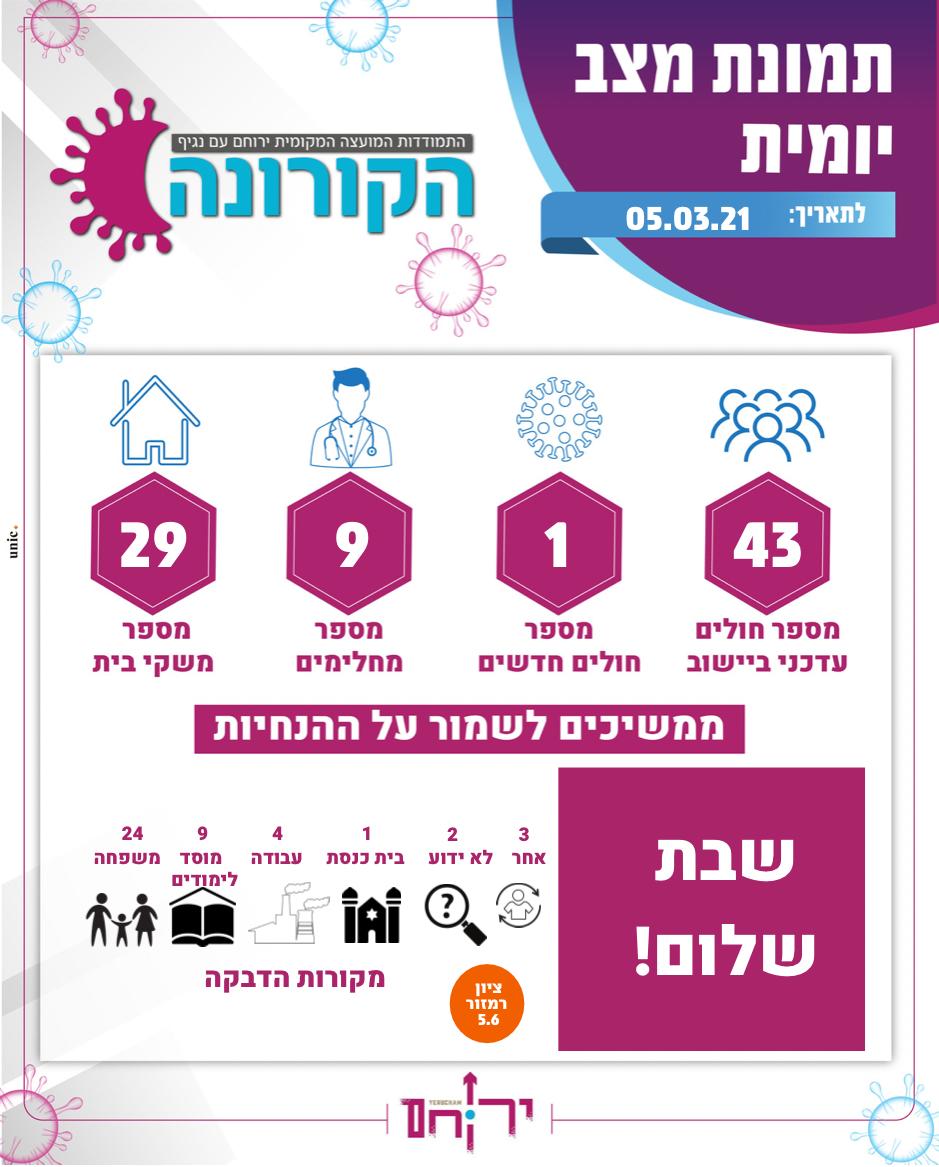 תמונת מצב
יומית
לתאריך: 05.03.21
התמודדות המועצה המקומית ירוחם עם נגיף
הקורונה
43
מספר חולים
עדכני ביישוב
1
מספר
חולים חדשים
9
מספר
מחלימים
29
מספר
משקי בית
unic.
ממשיכים לשמור על ההנחיות
שבת
שלום!
3
אחר
2
לא ידוע
1
בית כנסת
4
עבודה
9
מוסד
לימודים
24
משפחה
?
מקורות הדבקה
ציון
רמזור
5.6
YERUCHAM
ירוחם